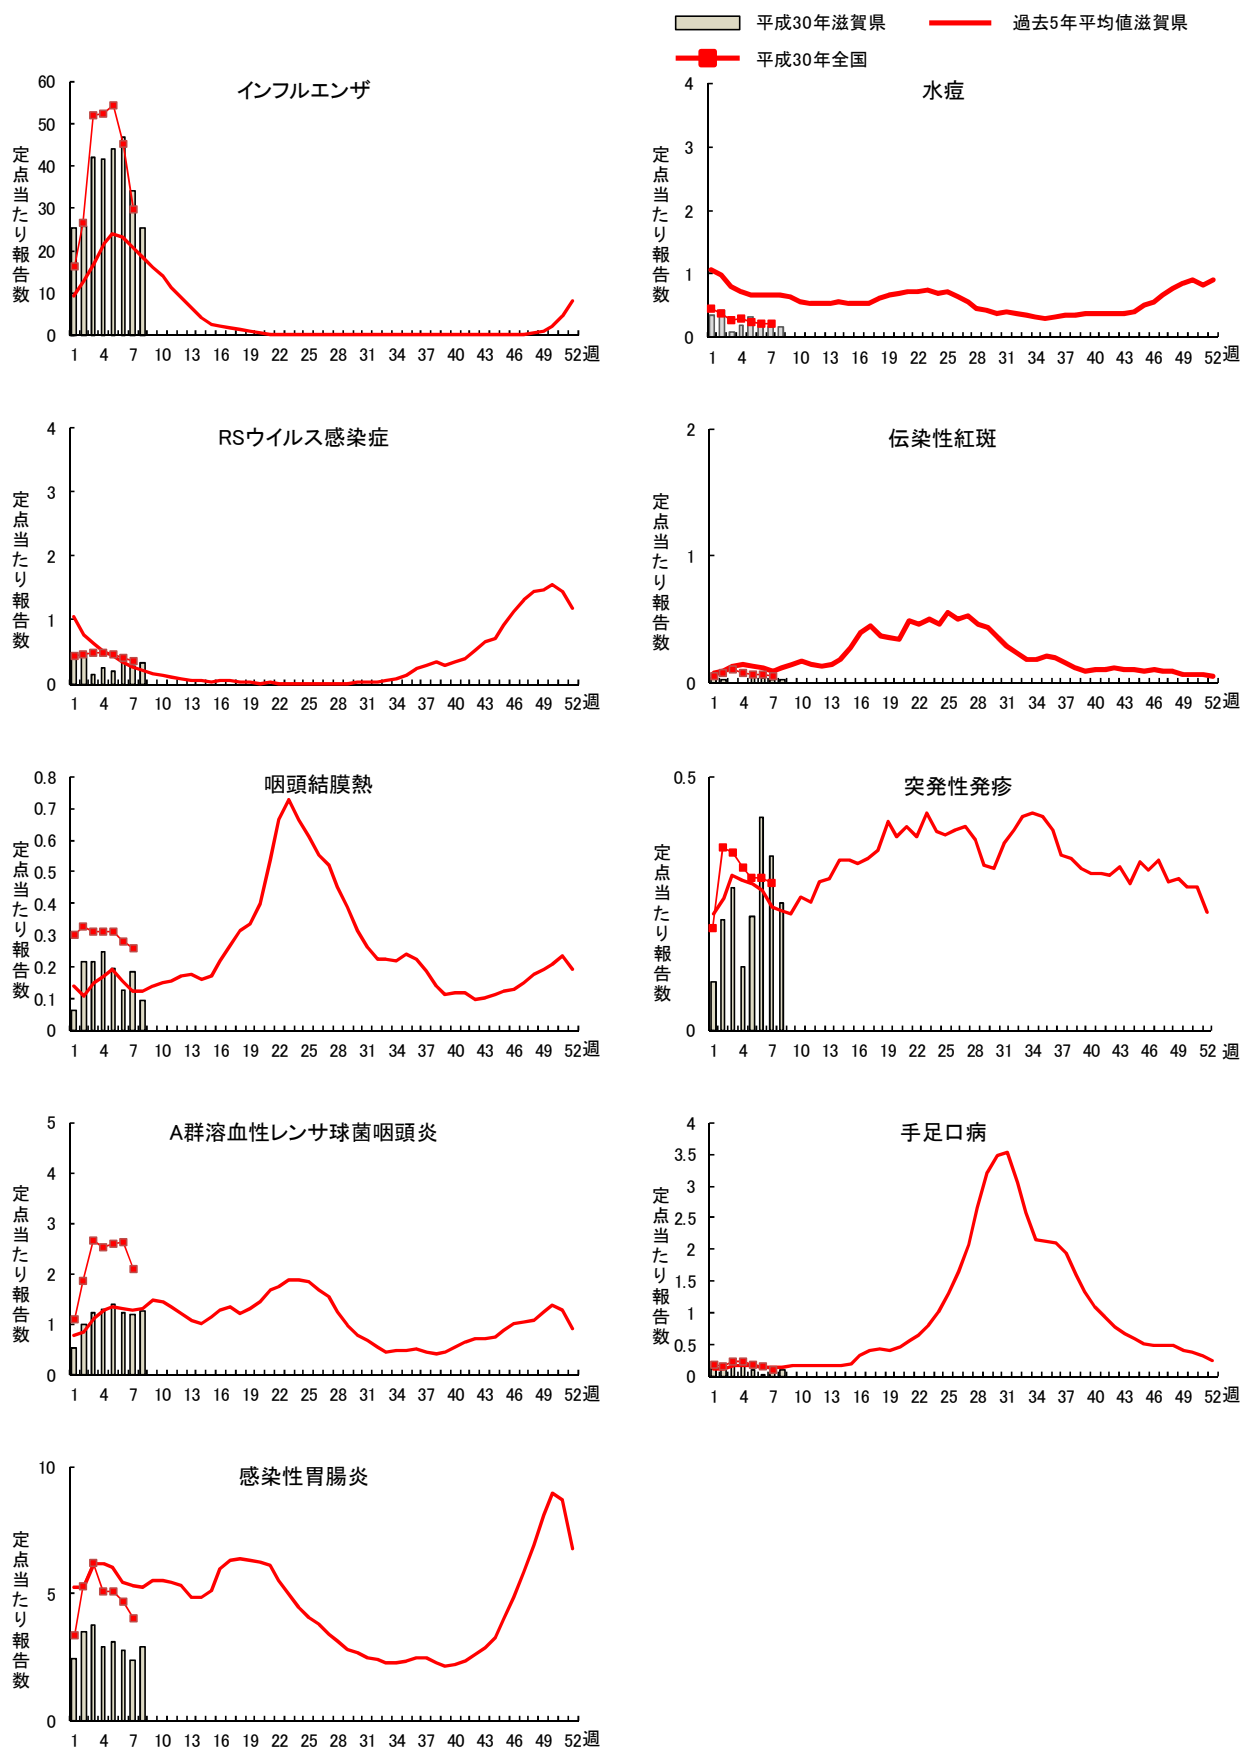 平成30年滋賀県 過去5年平均値滋賀県
平成30年全国
インフルエンザ
定点当たり報告数
60
50
40
30
20
10
0
1 4 7 10 13 16 19 22 25 28 31 34 37 40 43 46 49 52週
水痘
定点当たり報告数
4
3
2
1
0
1 4 7 10 13 16 19 22 25 28 31 34 37 40 43 46 49 52週
RSウイルス感染症
定点当たり報告数
4
3
2
1
0
1 4 7 10 13 16 19 22 25 28 31 34 37 40 43 46 49 52週
伝染性紅斑
定点当たり報告数
2
1
0
1 4 7 10 13 16 19 22 25 28 31 34 37 40 43 46 49 52週
咽頭結膜熱
定点当たり報告数
0.8
0.7
0.6
0.5
0.4
0.3
0.2
0.1
0
1 4 7 10 13 16 19 22 25 28 31 34 37 40 43 46 49 52週
突発性発疹
定点当たり報告数
0.5
0
1 4 7 10 13 16 19 22 25 28 31 34 37 40 43 46 49 52 週
A群溶血性レンサ球菌咽頭炎
定点当たり報告数
5
4
3
2
1
0
1 4 7 10 13 16 19 22 25 28 31 34 37 40 43 46 49 52週
手足口病
定点当たり報告数
4
3.5
3
2.5
2
1.5
1
0.5
0
1 4 7 10 13 16 19 22 25 28 31 34 37 40 43 46 49 52週
感染性胃腸炎
定点当たり報告数
10
5
0
1 4 7 10 13 16 19 22 25 28 31 34 37 40 43 46 49 52週